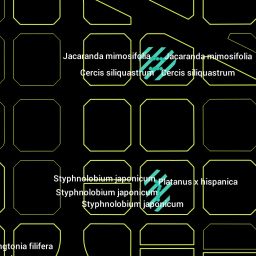 Jacaranda mimosifolia
Jacaranda mimosifolia
Cercis siliquastrum
Cercis siliquastrum
Styphnolobium japonicum
Platanus x hispanica
Styphnolobium japonicum
Styphnolobium japonicum
ngtonia filifera